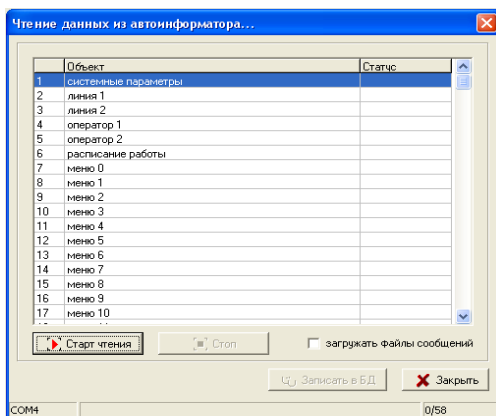 Чтение данных из автоинформатора...
Объект Статус
1 системные параметры
2 линия 1
3 линия 2
4 оператор 1
5 оператор 2
6 расписание работы
7 меню 0
8 меню 1
9 меню 2
10 меню 3
11 меню 4
12 меню 5
13 меню 6
14 меню 7
15 меню 8
16 меню 9
17 меню 10
Старт чтения Стоп загружать файлы сообщений
Записать в БД Закрыть
COM4 0/58